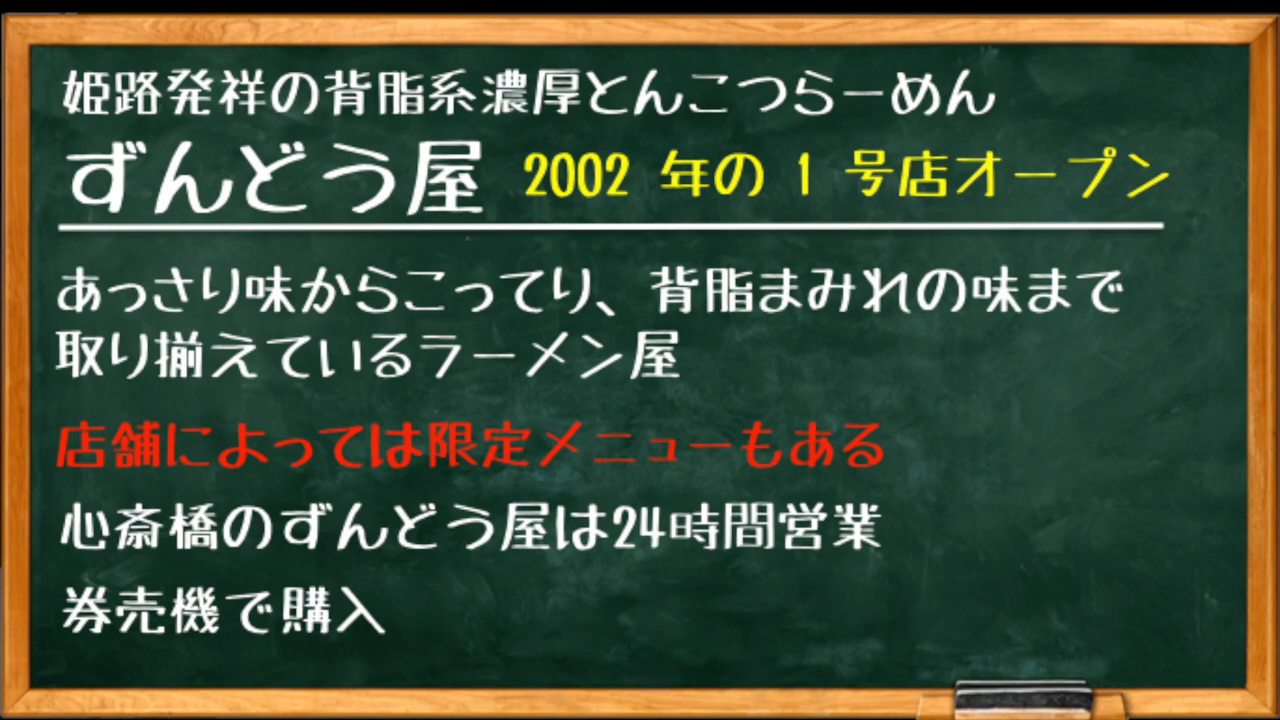 姫路発祥の背脂系濃厚とんこつらーめん
ずんどう屋 2002 年の 1 号店オープン
あっさり味からこってり、背脂まみれの味まで
取り揃えているラーメン屋
店舗によっては限定メニューもある
心斎橋のずんどう屋は24時間営業
券売機で購入